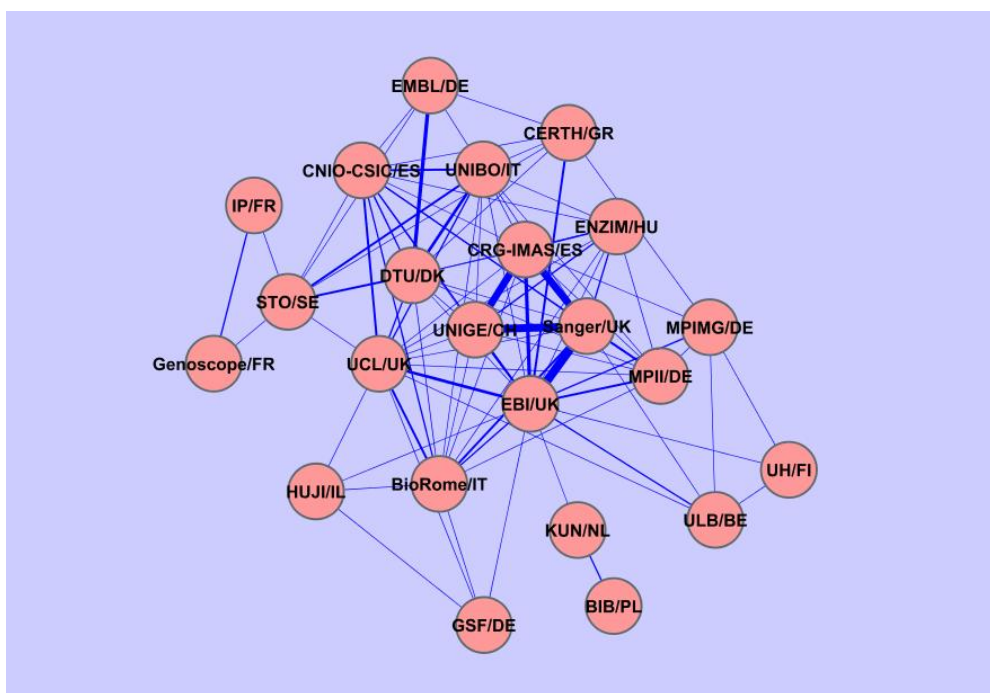 EMBL/DE
CERTH/GR
CNIO-CSIC/ES
UNIBO/IT
IP/FR
ENZIM/HU
CRG-IMAS/ES
DTU/DK
STO/SE
UNIGE/CH
Sanger/UK
MPIMG/DE
Genoscope/FR
UCL/UK
MPII/DE
EBI/UK
UH/FI
HUJI/IL
BioRome/IT
ULB/BE
KUN/NL
BIB/PL
GSF/DE